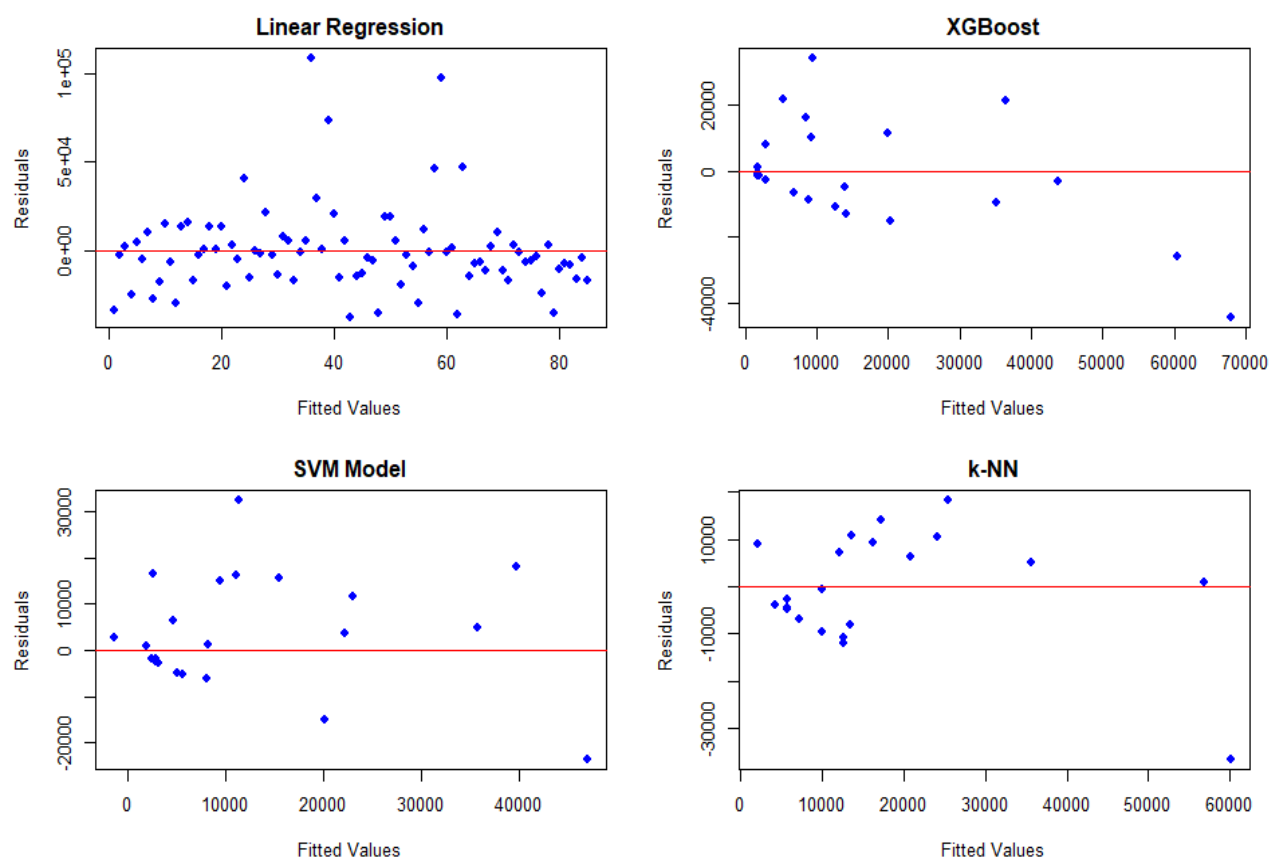 Linear Regression
Residuals
1e+05
5e+04
0e+00
0 20 40 60 80
Fitted Values
XGBoost
Residuals
20000
0
-40000
0 10000 20000 30000 40000 50000 60000 70000
Fitted Values
SVM Model
Residuals
30000
10000
0
-20000
0 10000 20000 30000 40000
Fitted Values
k-NN
Residuals
10000
-10000
-30000
0 10000 20000 30000 40000 50000 60000
Fitted Values